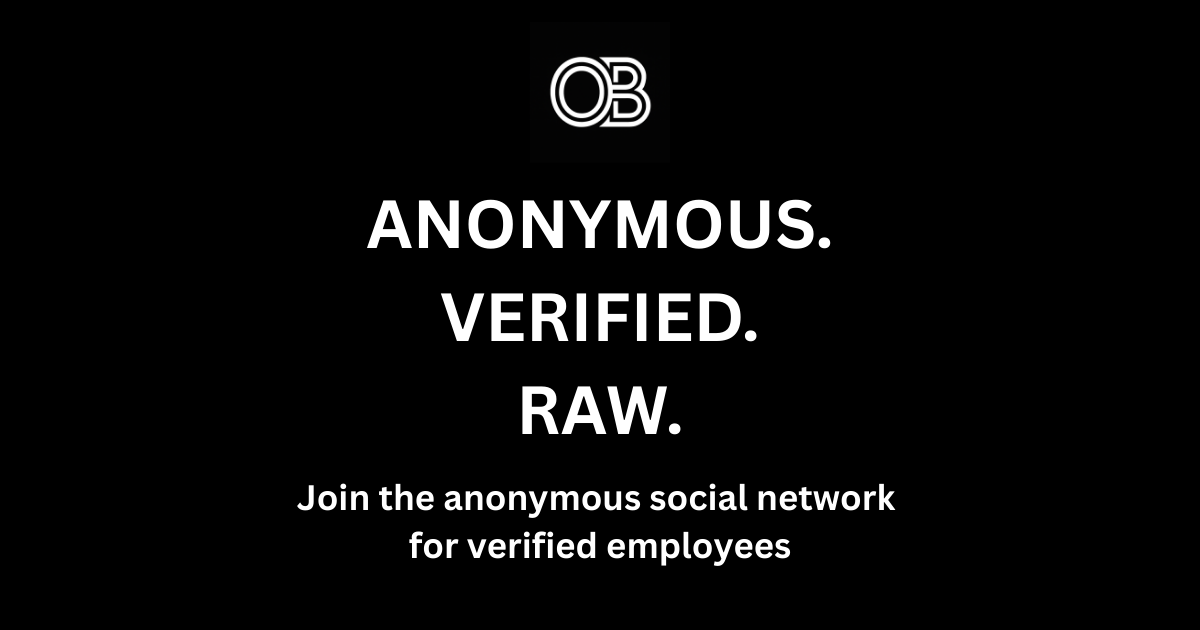 OB
ANONYMOUS.
VERIFIED.
RAW.
Join the anonymous social network
for verified employees